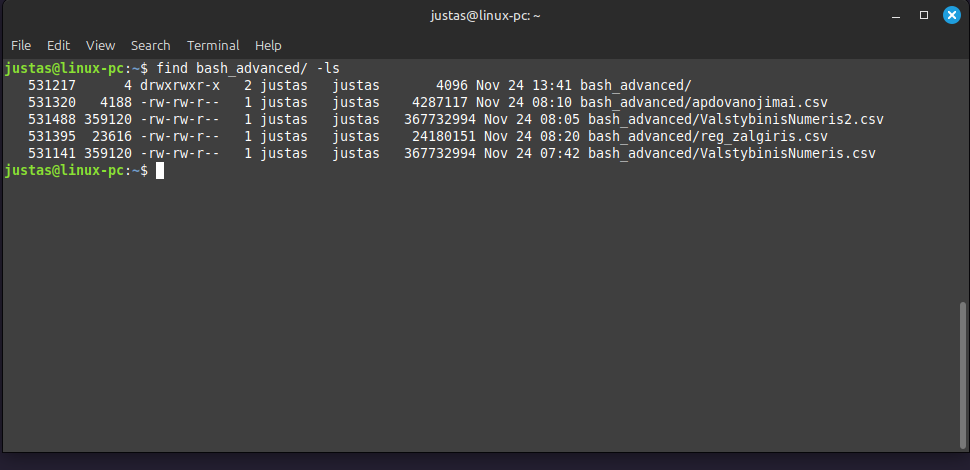 justas@linux-pc: ~
File Edit View Search Terminal Help
justas@linux-pc:~$ find bash_advanced/ -ls
531217 4 drwxrwxr-x 2 justas justas 4096 Nov 24 13:41 bash_advanced/
531320 4188 -rw-rw-r-- 1 justas justas 4287117 Nov 24 08:10 bash_advanced/apdovanojimai.csv
531488 359120 -rw-rw-r-- 1 justas justas 367732994 Nov 24 08:05 bash_advanced/ValstybinisNumeris2.csv
531395 23616 -rw-rw-r-- 1 justas justas 24180151 Nov 24 08:20 bash_advanced/reg_zalgiris.csv
531141 359120 -rw-rw-r-- 1 justas justas 367732994 Nov 24 07:42 bash_advanced/ValstybinisNumeris.csv
justas@linux-pc:~$